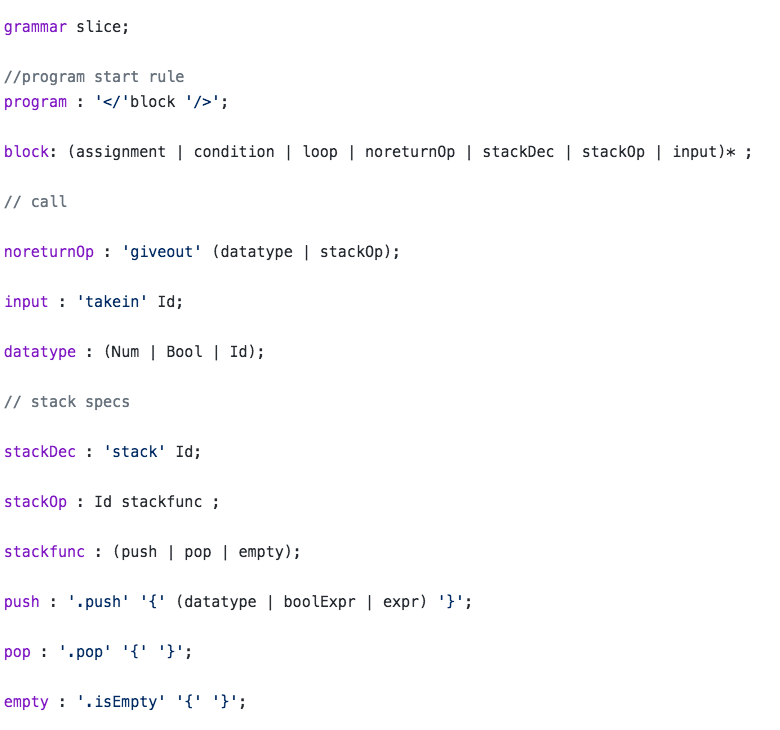 grammar slice;
//program start rule
program : '</'block '/>';
block: (assignment | condition | loop | noreturnOp | stackDec | stackOp | input)* ;
// call
noreturnOp : 'giveout' (datatype | stackOp);
input : 'takein' Id;
datatype : (Num | Bool | Id);
// stack specs
stackDec : 'stack' Id;
stackOp : Id stackfunc ;
stackfunc : (push | pop | empty);
push : '.push' '{' (datatype | boolExpr | expr) '}';
pop : '.pop' '{' '}';
empty : '.isEmpty' '{' '}';